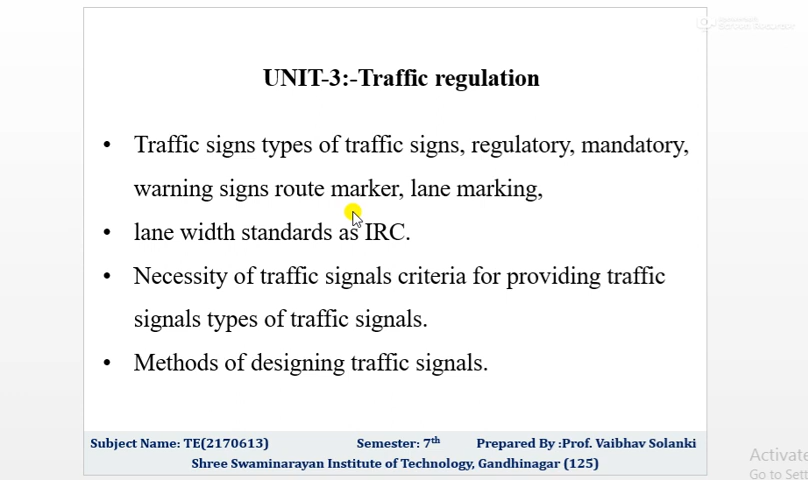 UNIT-3:-Traffic regulation
• Traffic signs types of traffic signs, regulatory, mandatory,
warning signs route marker, lane marking,
• lane width standards as IRC.
• Necessity of traffic signals criteria for providing traffic
signals types of traffic signals.
• Methods of designing traffic signals.
Subject Name: TE(2170613) Semester: 7th Prepared By :Prof. Vaibhav Solanki
Shree Swaminarayan Institute of Technology, Gandhinagar (125)
Activate
Go to Sett